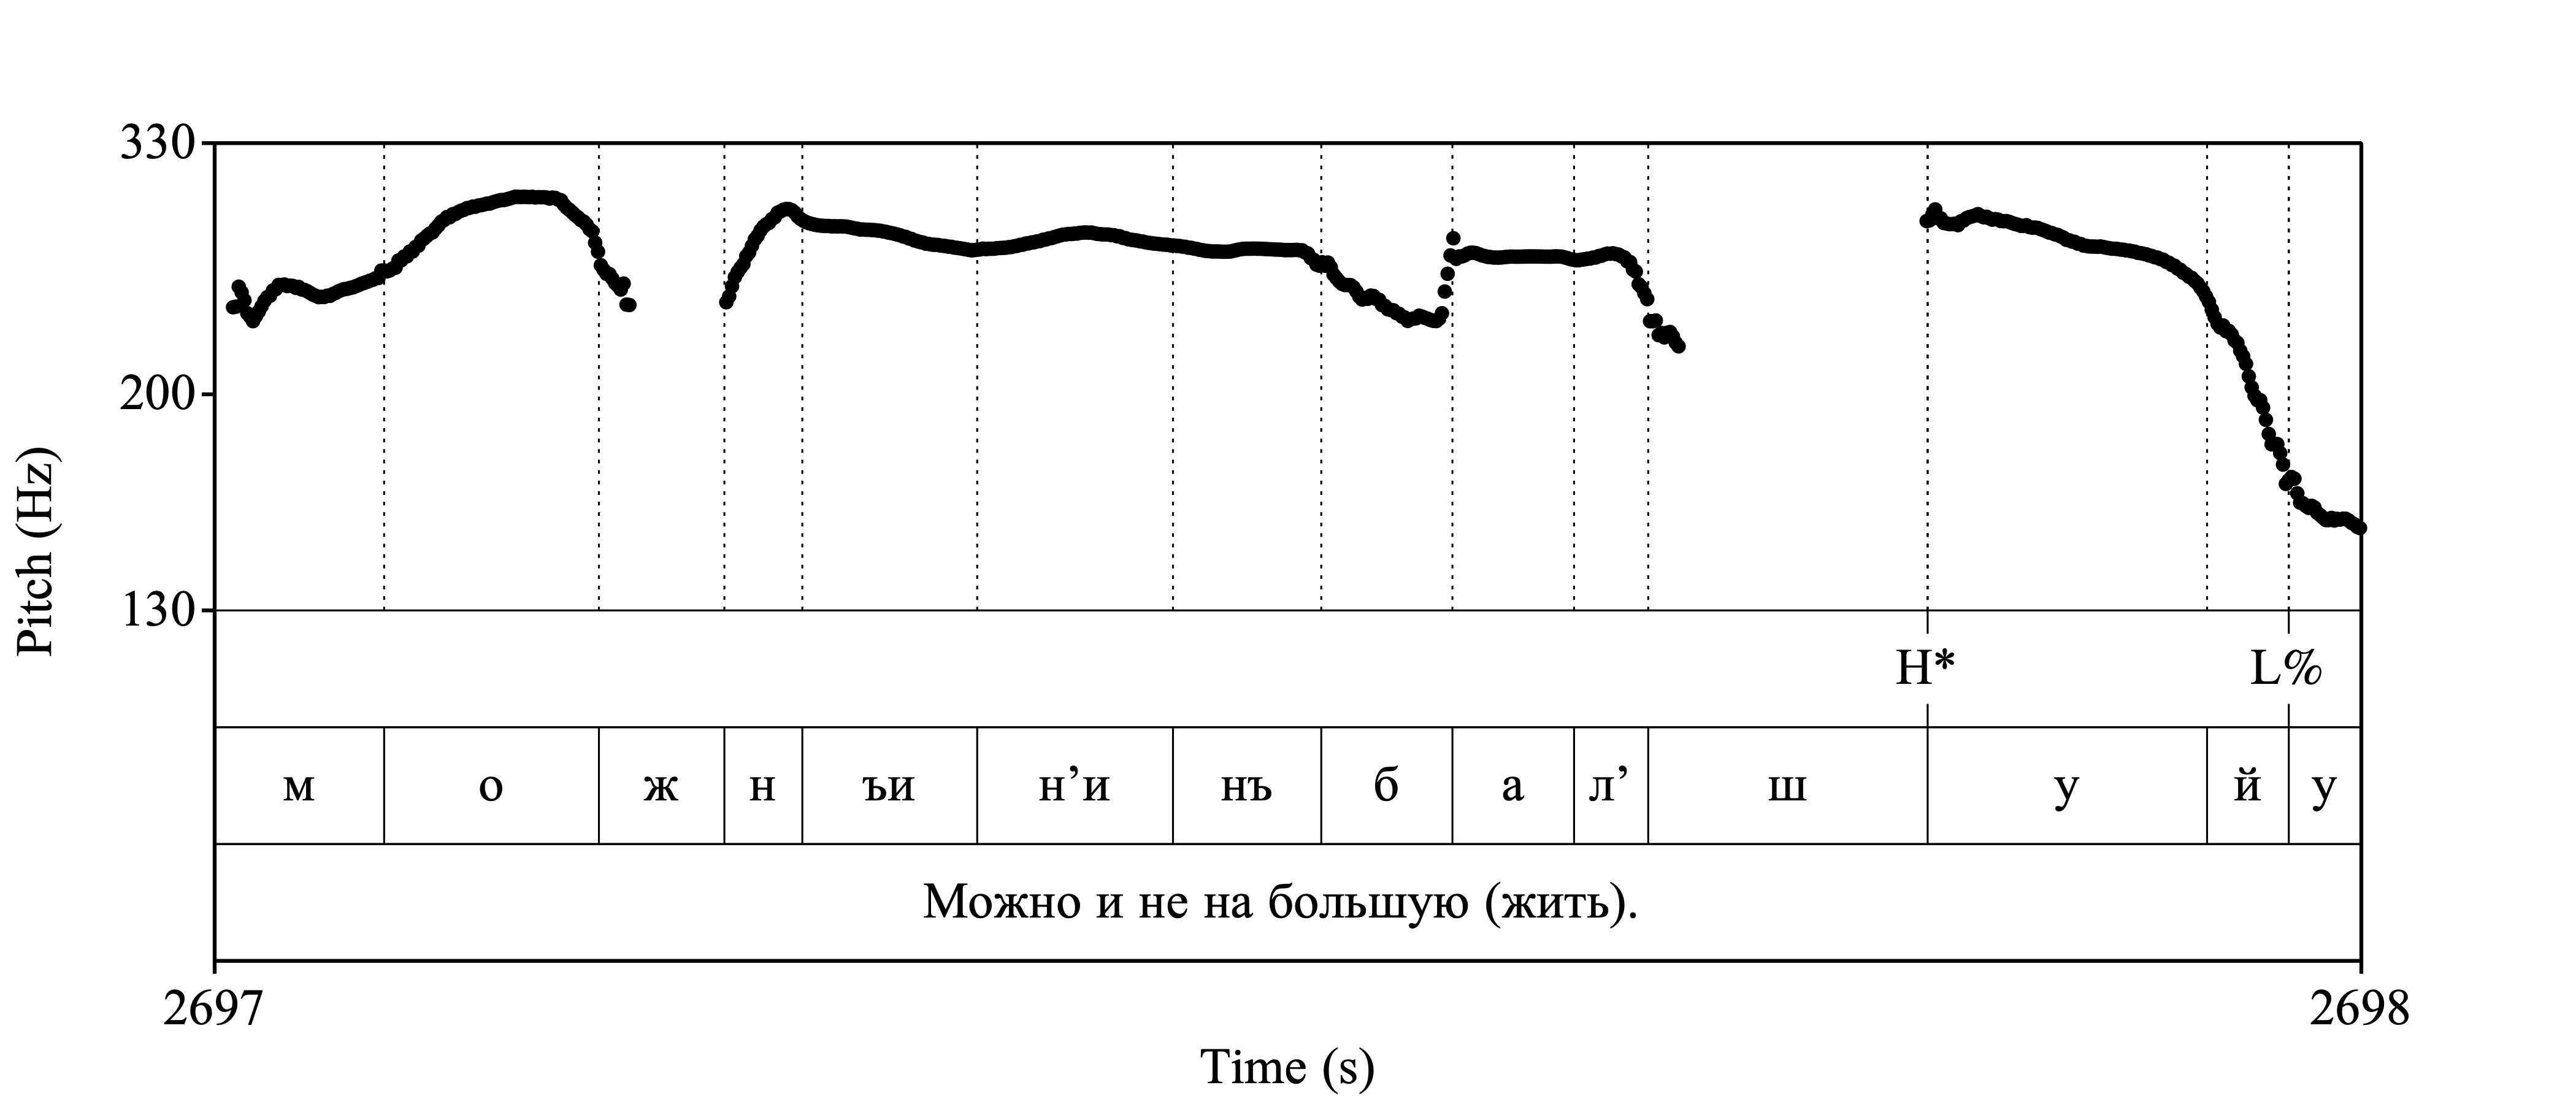 330
200
130
Pitch (Hz)
H* L%
м о ж н ъи н’и нъ б а л’ ш у й у
Можно и не на большую (жить).
2697 2698
Time (s)